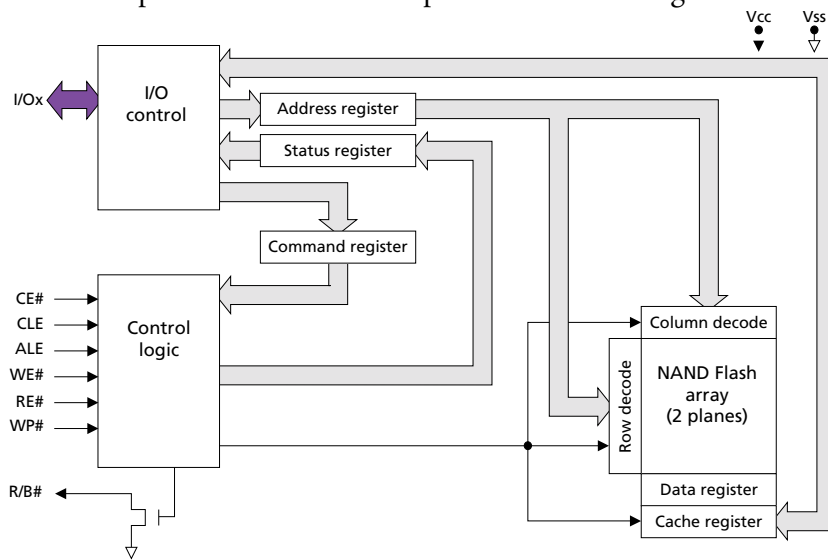 Vcc Vss
I/Ox
I/O
control
Address register
Status register
Command register
CE#
CLE
ALE
WE#
RE#
WP#
Control
logic
R/B#
Column decode
Row decode
NAND Flash
array
(2 planes)
Data register
Cache register